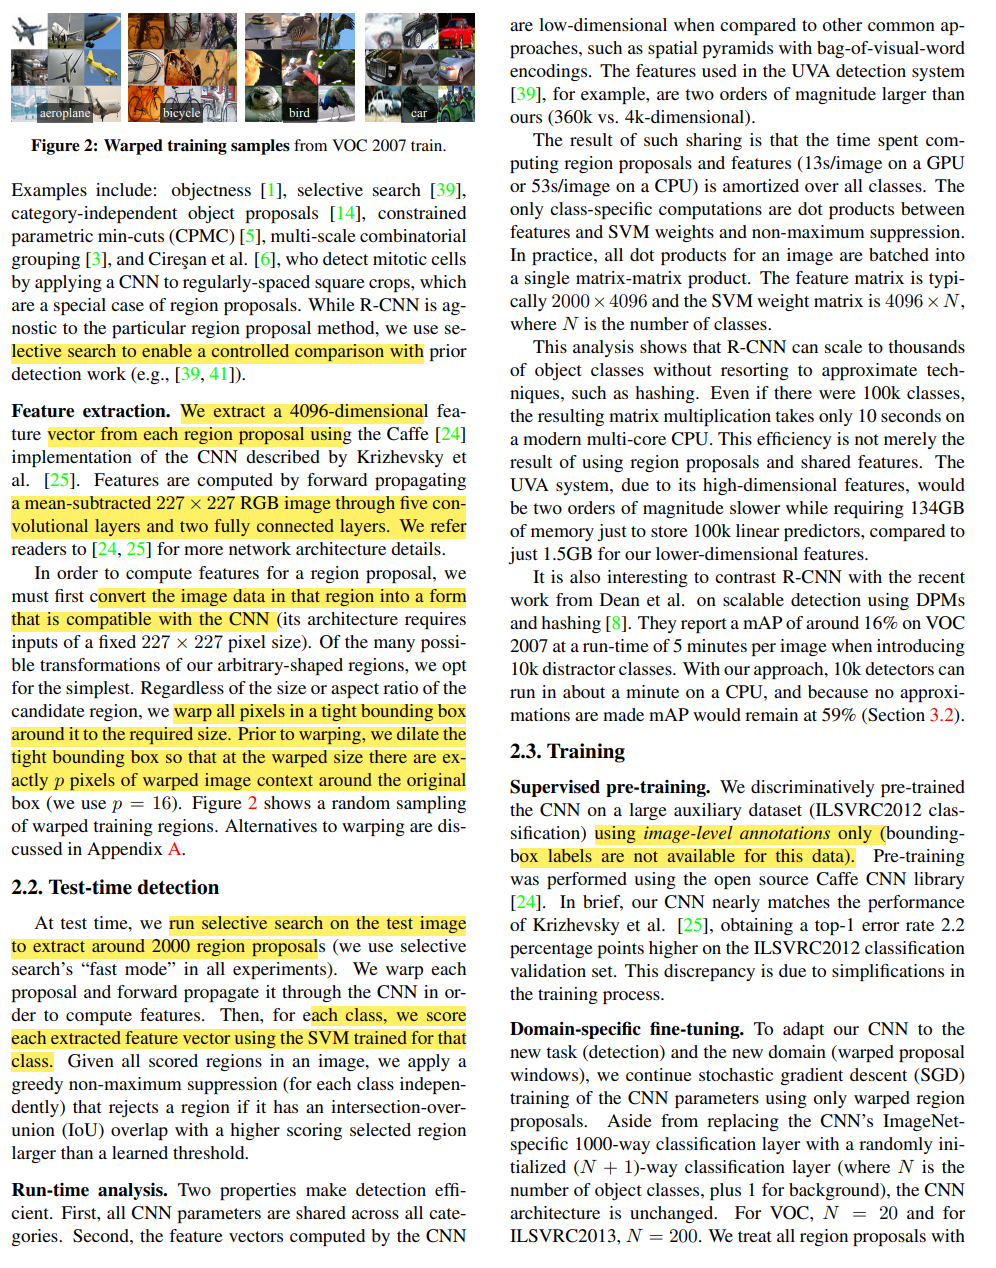 aeroplane
bicycle
bird
car
Figure 2: Warped training samples from VOC 2007 train.
Examples include: objectness [1], selective search [39],
category-independent object proposals [14], constrained
parametric min-cuts (CPMC) [5], multi-scale combinatorial
grouping [3], and Cireşan et al. [6], who detect mitotic cells
by applying a CNN to regularly-spaced square crops, which
are a special case of region proposals. While R-CNN is ag-
nostic to the particular region proposal method, we use se-
lective search to enable a controlled comparison with prior
detection work (e.g., [39, 41]).
Feature extraction. We extract a 4096-dimensional fea-
ture vector from each region proposal using the Caffe [24]
implementation of the CNN described by Krizhevsky et
al. [25]. Features are computed by forward propagating
a mean-subtracted 227 × 227 RGB image through five con-
volutional layers and two fully connected layers. We refer
readers to [24, 25] for more network architecture details.
In order to compute features for a region proposal, we
must first convert the image data in that region into a form
that is compatible with the CNN (its architecture requires
inputs of a fixed 227 × 227 pixel size). Of the many possi-
ble transformations of our arbitrary-shaped regions, we opt
for the simplest. Regardless of the size or aspect ratio of the
candidate region, we warp all pixels in a tight bounding box
around it to the required size. Prior to warping, we dilate the
tight bounding box so that at the warped size there are ex-
actly p pixels of warped image context around the original
box (we use p = 16). Figure 2 shows a random sampling
of warped training regions. Alternatives to warping are dis-
cussed in Appendix A.
2.2. Test-time detection
At test time, we run selective search on the test image
to extract around 2000 region proposals (we use selective
search's “fast mode” in all experiments). We warp each
proposal and forward propagate it through the CNN in or-
der to compute features. Then, for each class, we score
each extracted feature vector using the SVM trained for that
class. Given all scored regions in an image, we apply a
greedy non-maximum suppression (for each class indepen-
dently) that rejects a region if it has an intersection-over-
union (IoU) overlap with a higher scoring selected region
larger than a learned threshold.
Run-time analysis. Two properties make detection effi-
cient. First, all CNN parameters are shared across all cate-
gories. Second, the feature vectors computed by the CNN
are low-dimensional when compared to other common ap-
proaches, such as spatial pyramids with bag-of-visual-word
encodings. The features used in the UVA detection system
[39], for example, are two orders of magnitude larger than
ours (360k vs. 4k-dimensional).
The result of such sharing is that the time spent com-
puting region proposals and features (13s/image on a GPU
or 53s/image on a CPU) is amortized over all classes. The
only class-specific computations are dot products between
features and SVM weights and non-maximum suppression.
In practice, all dot products for an image are batched into
a single matrix-matrix product. The feature matrix is typi-
cally 2000 × 4096 and the SVM weight matrix is 4096 × N,
where N is the number of classes.
This analysis shows that R-CNN can scale to thousands
of object classes without resorting to approximate tech-
niques, such as hashing. Even if there were 100k classes,
the resulting matrix multiplication takes only 10 seconds on
a modern multi-core CPU. This efficiency is not merely the
result of using region proposals and shared features. The
UVA system, due to its high-dimensional features, would
be two orders of magnitude slower while requiring 134GB
of memory just to store 100k linear predictors, compared to
just 1.5GB for our lower-dimensional features.
It is also interesting to contrast R-CNN with the recent
work from Dean et al. on scalable detection using DPMs
and hashing [8]. They report a mAP of around 16% on VOC
2007 at a run-time of 5 minutes per image when introducing
10k distractor classes. With our approach, 10k detectors can
run in about a minute on a CPU, and because no approxi-
mations are made mAP would remain at 59% (Section 3.2).
2.3. Training
Supervised pre-training. We discriminatively pre-trained
the CNN on a large auxiliary dataset (ILSVRC2012 clas-
sification) using image-level annotations only (bounding-
box labels are not available for this data). Pre-training
was performed using the open source Caffe CNN library
[24]. In brief, our CNN nearly matches the performance
of Krizhevsky et al. [25], obtaining a top-1 error rate 2.2
percentage points higher on the ILSVRC2012 classification
validation set. This discrepancy is due to simplifications in
the training process.
Domain-specific fine-tuning. To adapt our CNN to the
new task (detection) and the new domain (warped proposal
windows), we continue stochastic gradient descent (SGD)
training of the CNN parameters using only warped region
proposals. Aside from replacing the CNN's ImageNet-
specific 1000-way classification layer with a randomly ini-
tialized (N + 1)-way classification layer (where N is the
number of object classes, plus 1 for background), the CNN
architecture is unchanged. For VOC, N = 20 and for
ILSVRC2013, N = 200. We treat all region proposals with